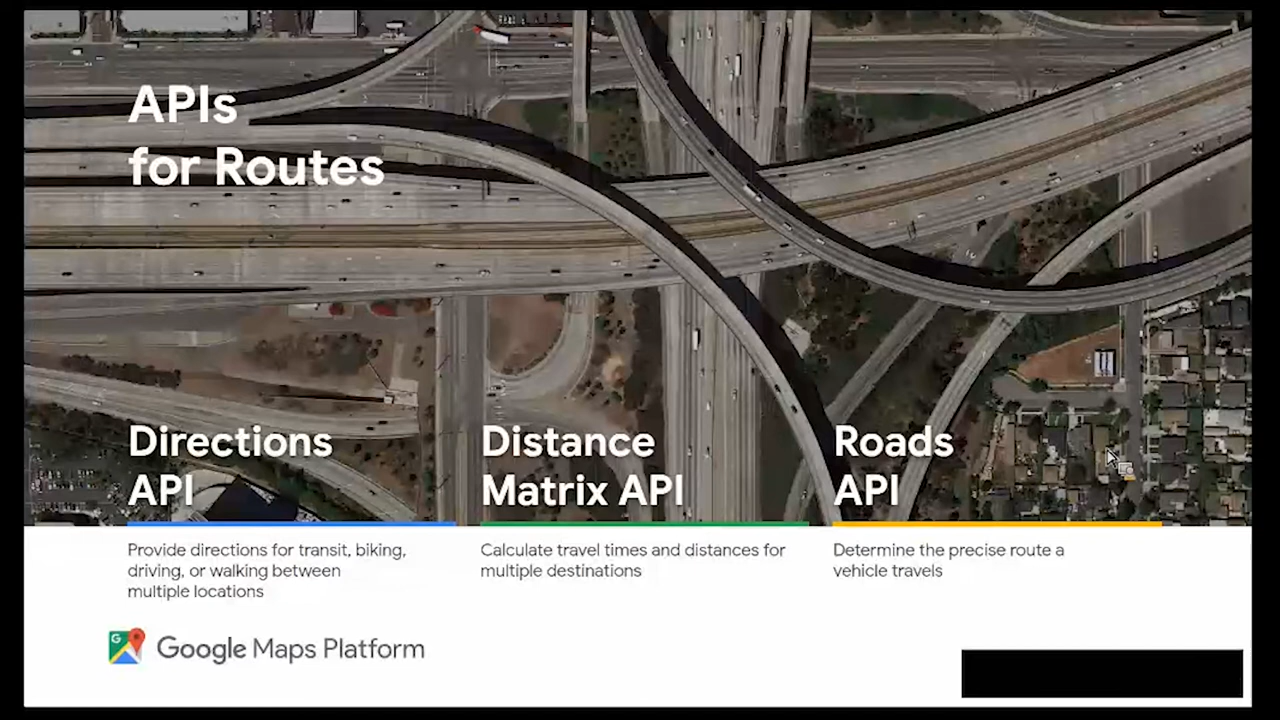 APIs
for Routes
Directions
API
Distance
Matrix API
Roads
API
Provide directions for transit, biking,
driving, or walking between
multiple locations
Calculate travel times and distances for
multiple destinations
Determine the precise route a
vehicle travels
G
Google Maps Platform